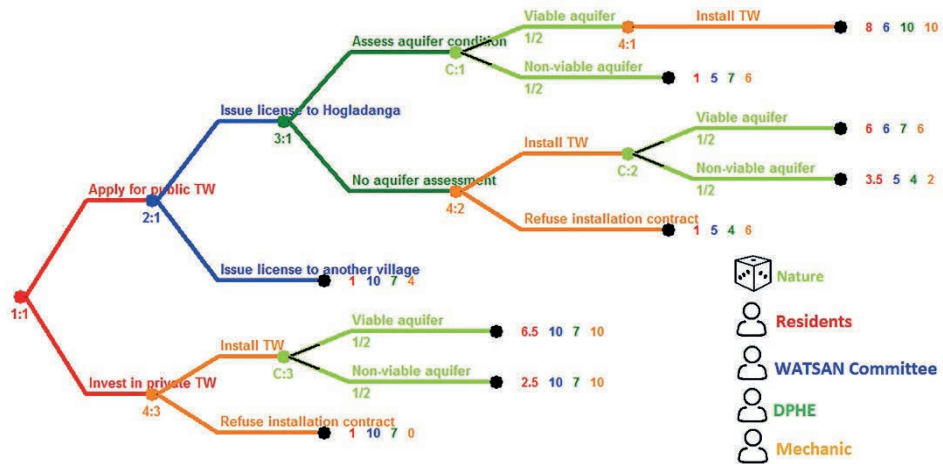 Viable aquifer
Install TW
1/2
4:1
8 6 10 10
Assess aquifer condition
C:1
Non-viable aquifer
1/2
1 5 7 6
Issue license to Hogladanga
3:1
Viable aquifer
1/2
6 6 7 6
Install TW
C:2
Non-viable aquifer
1/2
3.5 5 4 2
No aquifer assessment
4:2
Apply for public TW
2:1
Refuse installation contract
1 5 4 6
Issue license to another village
1 10 7 4
1:1
Viable aquifer
1/2
6.5 10 7 10
Install TW
C:3
Non-viable aquifer
1/2
2.5 10 7 10
Invest in private TW
4:3
Refuse installation contract
1 10 7 0
Nature
Residents
WATSAN Committee
DPHE
Mechanic